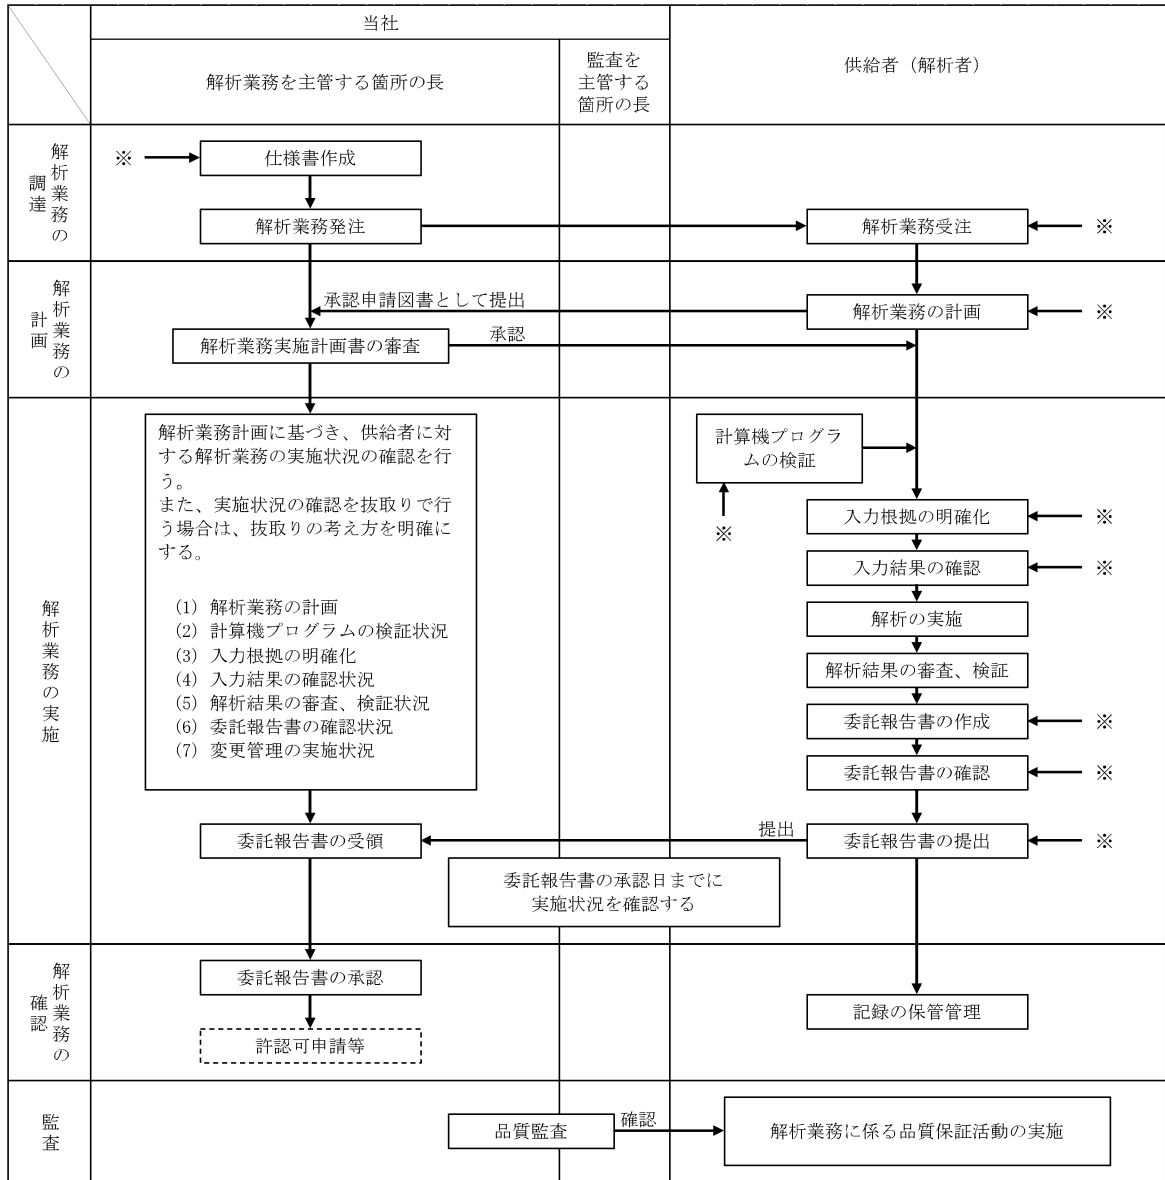 当社
解析業務を主管する箇所の長
監査を
主管する
箇所の長
供給者（解析者）
解析業務の
調達
※
仕様書作成
解析業務発注
解析業務受注
※
解析業務の
計画
承認申請図書として提出
解析業務の計画
※
解析業務実施計画書の審査
承認
解析業務の実施
解析業務計画に基づき、供給者に対
する解析業務の実施状況の確認を行
う。
また、実施状況の確認を抜取りで行
う場合は、抜取りの考え方を明確に
する。
(1) 解析業務の計画
(2) 計算機プログラムの検証状況
(3) 入力根拠の明確化
(4) 入力結果の確認状況
(5) 解析結果の審査、検証状況
(6) 委託報告書の確認状況
(7) 変更管理の実施状況
計算機プログラ
ムの検証
※
入力根拠の明確化
※
入力結果の確認
※
解析の実施
解析結果の審査、検証
委託報告書の作成
※
委託報告書の確認
※
委託報告書の受領
提出
委託報告書の提出
※
委託報告書の承認日までに
実施状況を確認する
解析業務の
確認
委託報告書の承認
許認可申請等
記録の保管管理
監査
品質監査
確認
解析業務に係る品質保証活動の実施